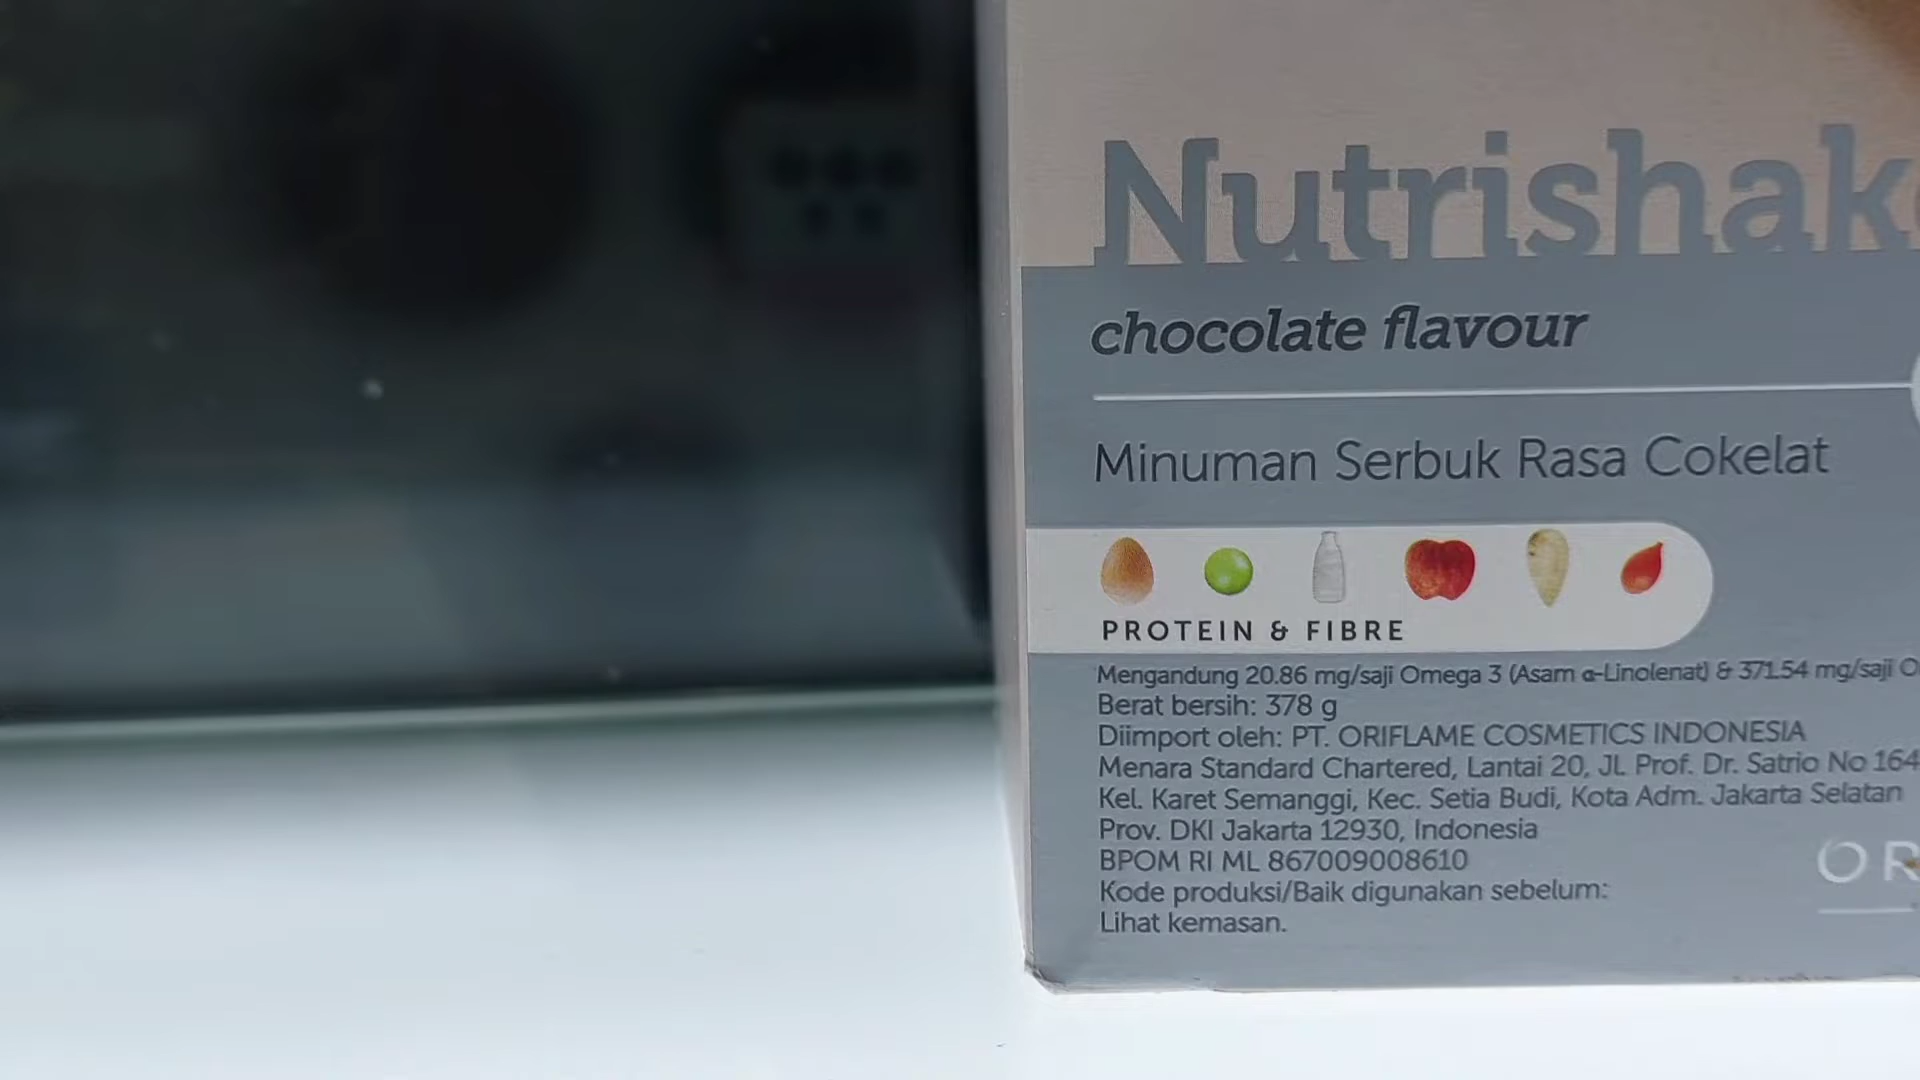 Nutrishak
chocolate flavour
Minuman Serbuk Rasa Cokelat
PROTEIN & FIBRE
Mengandung 20.86 mg/saji Omega 3 (Asam α-Linolenat) & 371.54 mg/saji O
Berat bersih: 378 g
Diimport oleh: PT. ORIFLAME COSMETICS INDONESIA
Menara Standard Chartered, Lantai 20, Jl. Prof. Dr. Satrio No 164
Kel. Karet Semanggi, Kec. Setia Budi, Kota Adm. Jakarta Selatan
Prov. DKI Jakarta 12930, Indonesia
BPOM RI ML 867009008610
Kode produksi/Baik digunakan sebelum:
Lihat kemasan.
OR